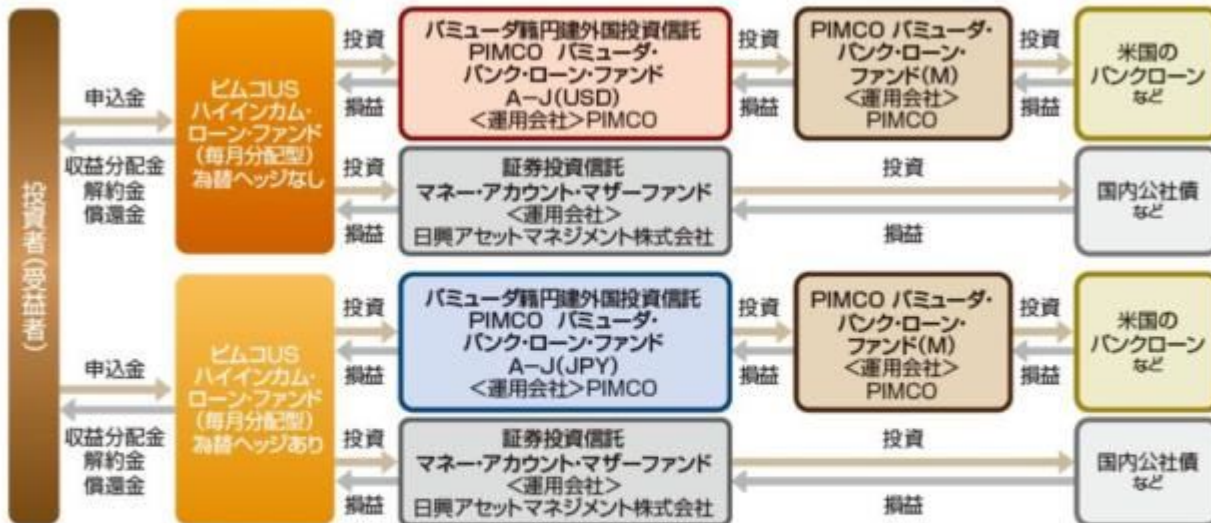 投資者(受益者)
申込金
収益分配金
解約金
償還金
ピムコUS
ハイインカム・
ローン・ファンド
(毎月分配型)
為替ヘッジなし
投資
損益
バミューダ籍円建外国投資信託
PIMCO バミューダ・
バンク・ローン・ファンド
A-J(USD)
<運用会社>PIMCO
投資
損益
PIMCO バミューダ・
バンク・ローン・
ファンド(M)
<運用会社>
PIMCO
投資
損益
米国の
バンクローン
など
投資
損益
証券投資信託
マネー・アカウント・マザーファンド
<運用会社>
日興アセットマネジメント株式会社
投資
損益
国内公社債
など
申込金
収益分配金
解約金
償還金
ピムコUS
ハイインカム・
ローン・ファンド
(毎月分配型)
為替ヘッジあり
投資
損益
バミューダ籍円建外国投資信託
PIMCO バミューダ・
バンク・ローン・ファンド
A-J(JPY)
<運用会社>PIMCO
投資
損益
PIMCO バミューダ・
バンク・ローン・
ファンド(M)
<運用会社>
PIMCO
投資
損益
米国の
バンクローン
など
投資
損益
証券投資信託
マネー・アカウント・マザーファンド
<運用会社>
日興アセットマネジメント株式会社
投資
損益
国内公社債
など